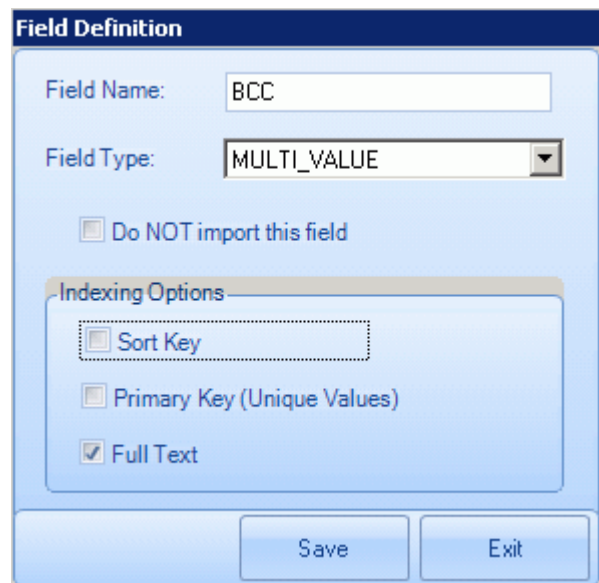 Field Definition
Field Name: BCC
Field Type: MULTI_VALUE
Do NOT import this field
Indexing Options
Sort Key
Primary Key (Unique Values)
Full Text
Save Exit